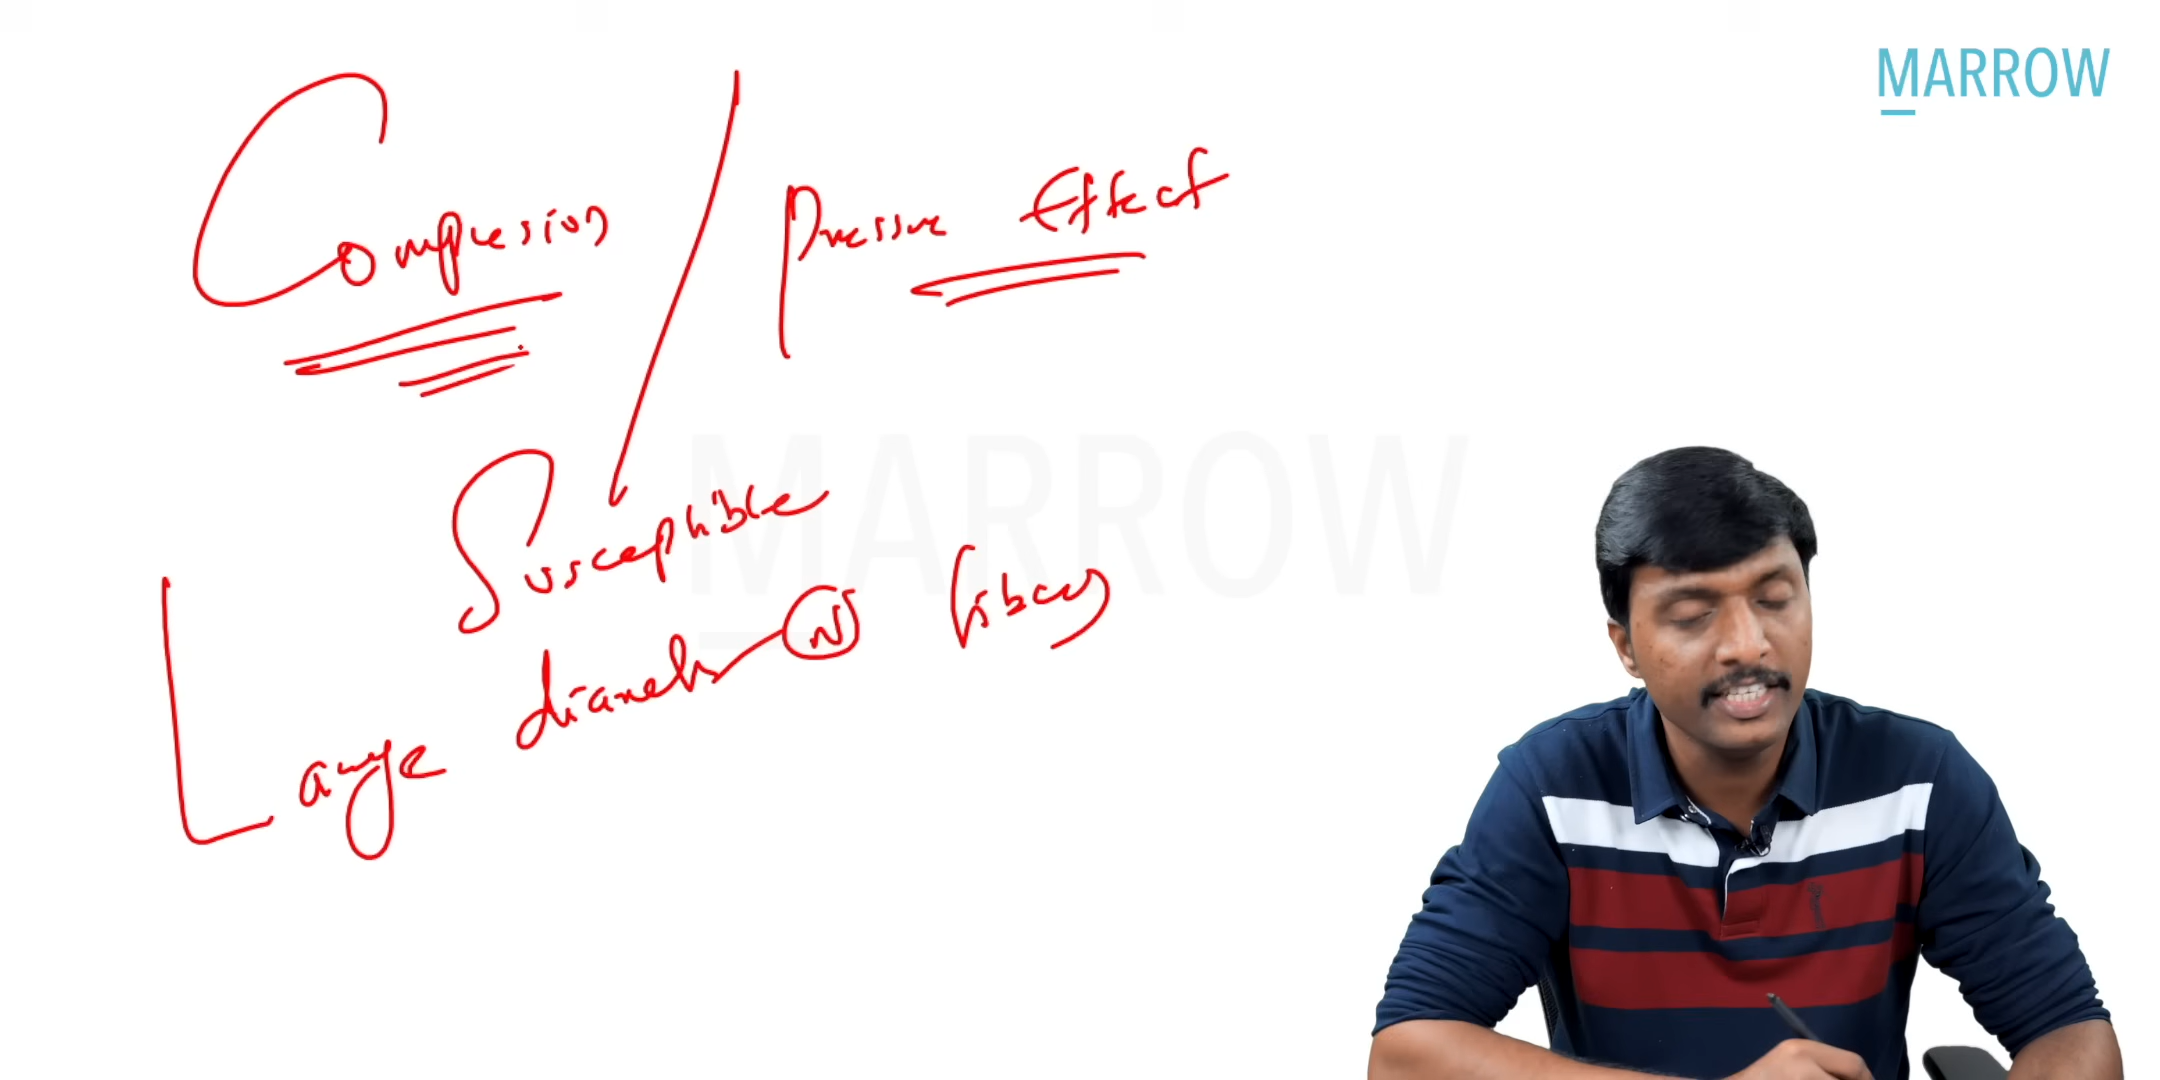 MARROW
Compression / Pressure Effect
Susceptible
Large diameter (N) fibers
MARROW